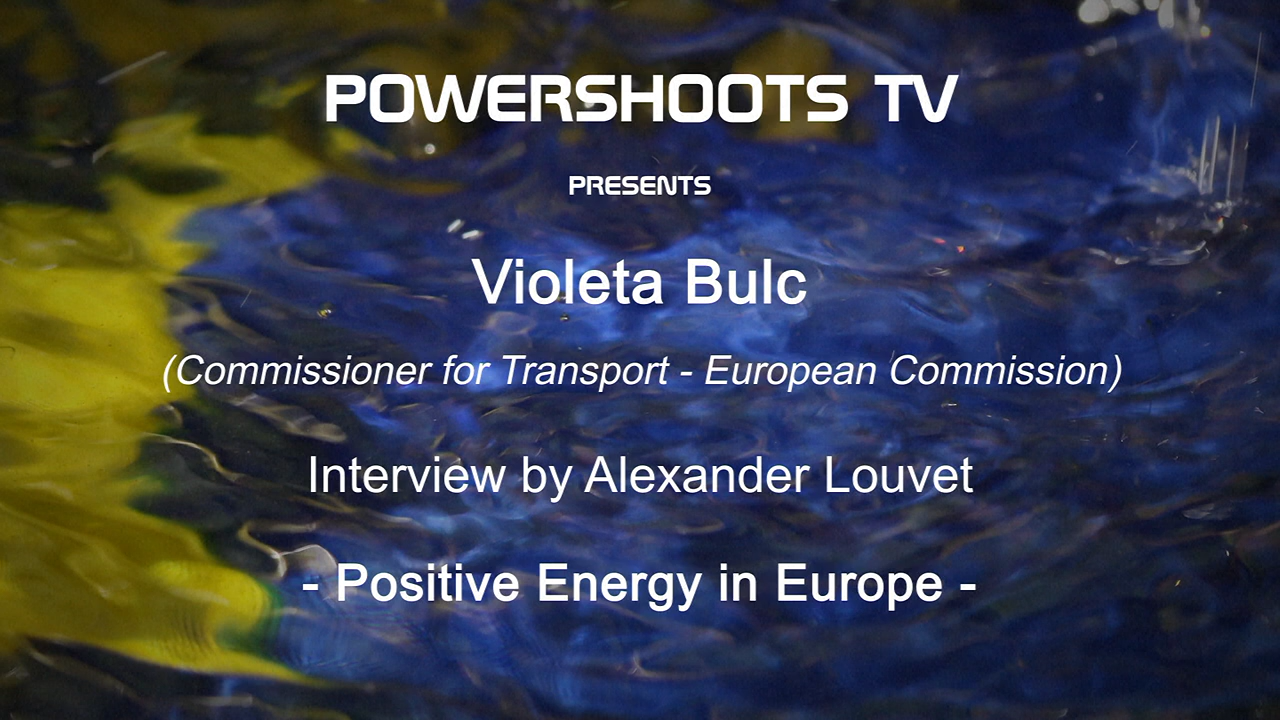 POWERSHOOTS TV
PRESENTS
Violeta Bulc
(Commissioner for Transport - European Commission)
Interview by Alexander Louvet
- Positive Energy in Europe -